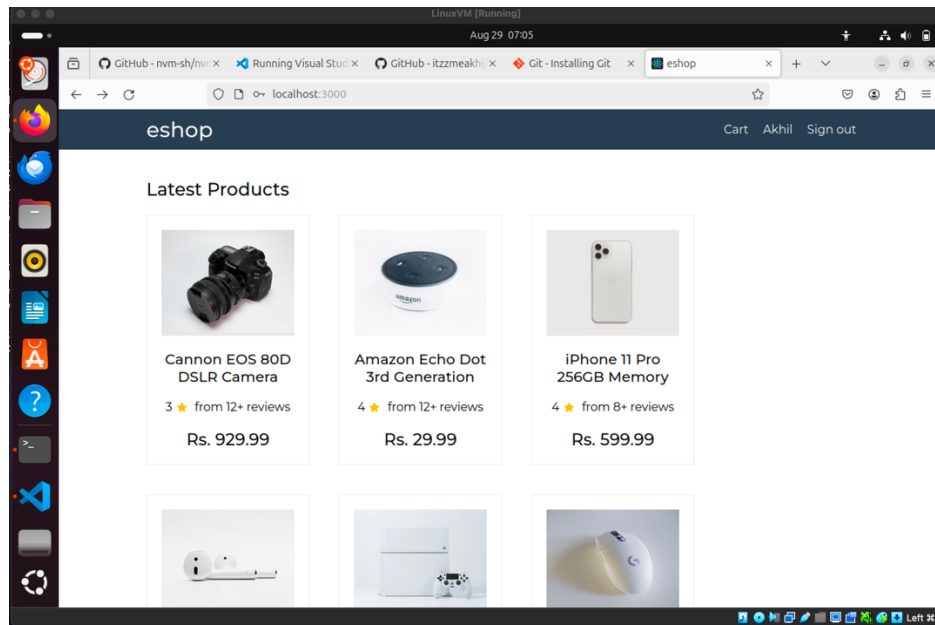 LinuxVM [Running]
Aug 29 07:05
GitHub - nvm-sh/nv
Running Visual Stud
GitHub - itzzmeakhi/
Git - Installing Git
eshop
localhost:3000
eshop
Cart Akhil Sign out
Latest Products
amazon
Cannon EOS 80D
DSLR Camera
3 from 12+ reviews
Rs. 929.99
Amazon Echo Dot
3rd Generation
4 from 12+ reviews
Rs. 29.99
iPhone 11 Pro
256GB Memory
4 from 8+ reviews
Rs. 599.99
Left ⌘